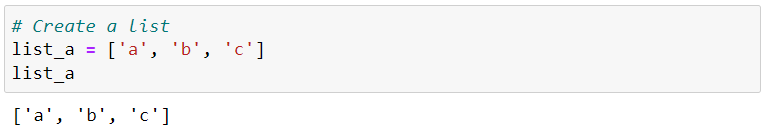 # Create a list
list_a = ['a', 'b', 'c']
list_a
['a', 'b', 'c']